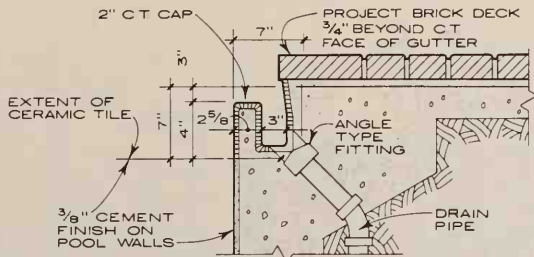 2" C.T. CAP
7"
PROJECT BRICK DECK
3/4" BEYOND C.T.
FACE OF GUTTER
3"
EXTENT OF
CERAMIC TILE
7"
4"
2 5/8"
3"
ANGLE
TYPE
FITTING
3/8" CEMENT
FINISH ON
POOL WALLS
DRAIN
PIPE